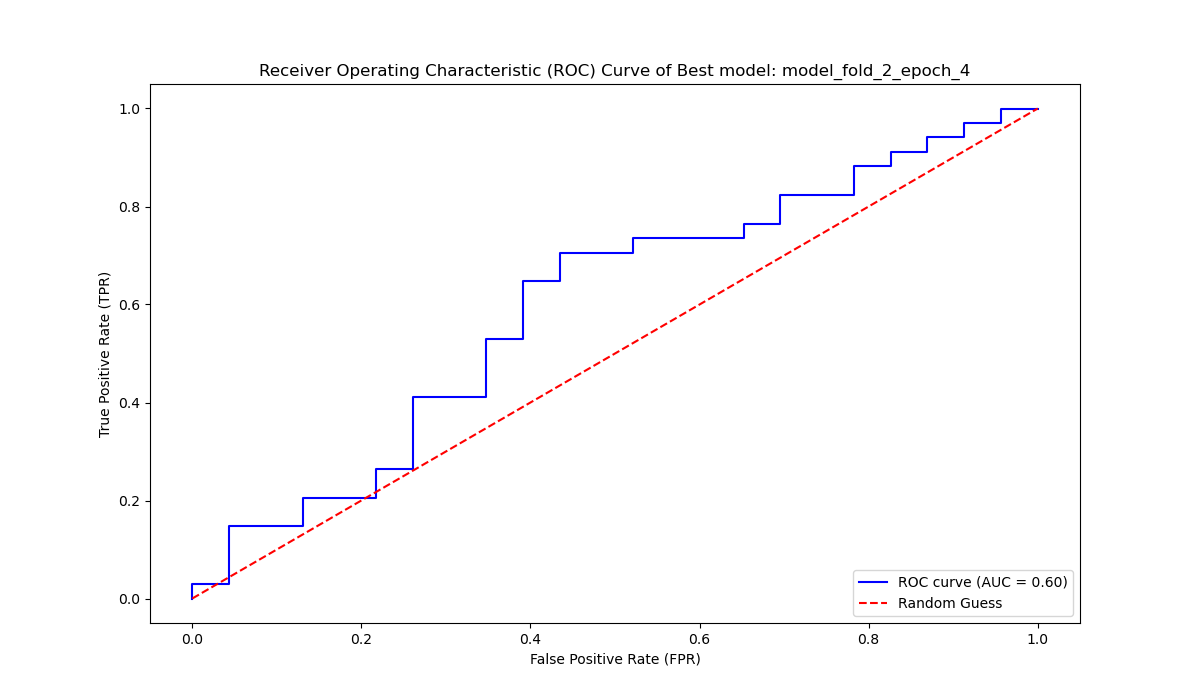 Receiver Operating Characteristic (ROC) Curve of Best model: model_fold_2_epoch_4
1.0
0.8
0.6
0.4
0.2
0.0
True Positive Rate (TPR)
ROC curve (AUC = 0.60)
Random Guess
0.0 0.2 0.4 0.6 0.8 1.0
False Positive Rate (FPR)